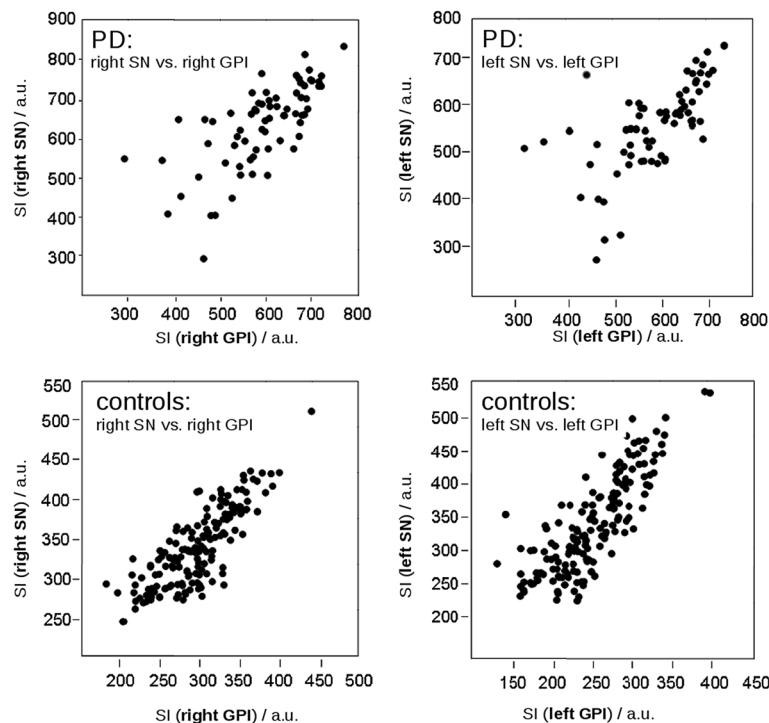 PD:
right SN vs. right GPI
900
800
700
600
500
400
300
SI (right SN) / a.u.
300 400 500 600 700 800
SI (right GPI) / a.u.
PD:
left SN vs. left GPI
800
700
600
500
400
300
SI (left SN) / a.u.
300 400 500 600 700 800
SI (left GPI) / a.u.
controls:
right SN vs. right GPI
550
500
450
400
350
300
250
SI (right SN) / a.u.
200 250 300 350 400 450 500
SI (right GPI) / a.u.
controls:
left SN vs. left GPI
550
500
450
400
350
300
250
200
SI (left SN) / a.u.
150 200 250 300 350 400 450
SI (left GPI) / a.u.